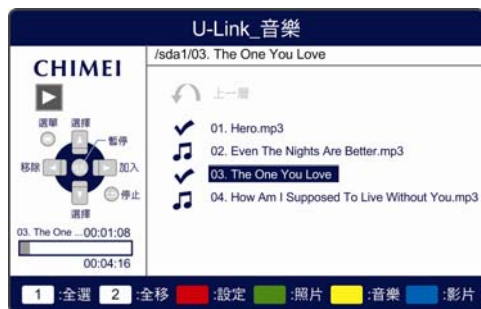 U-Link_音樂
/sda1/03. The One You Love
CHIMEI
上一層
選單 選擇
暫停
移除 加入
停止
選擇
01. Hero.mp3
02. Even The Nights Are Better.mp3
03. The One You Love
04. How Am I Supposed To Live Without You.mp3
03. The One ...00:01:08
00:04:16
1 :全選 2 :全移 :設定 :照片 :音樂 :影片